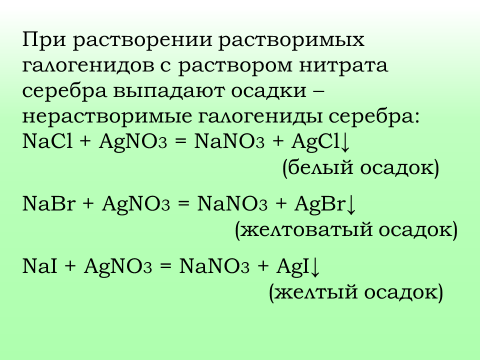 При растворении растворимых
галогенидов с раствором нитрата
серебра выпадают осадки –
нерастворимые галогениды серебра:
NaCl + AgNO3 = NaNO3 + AgCl↓
(белый осадок)
NaBr + AgNO3 = NaNO3 + AgBr↓
(желтоватый осадок)
NaI + AgNO3 = NaNO3 + AgI↓
(желтый осадок)